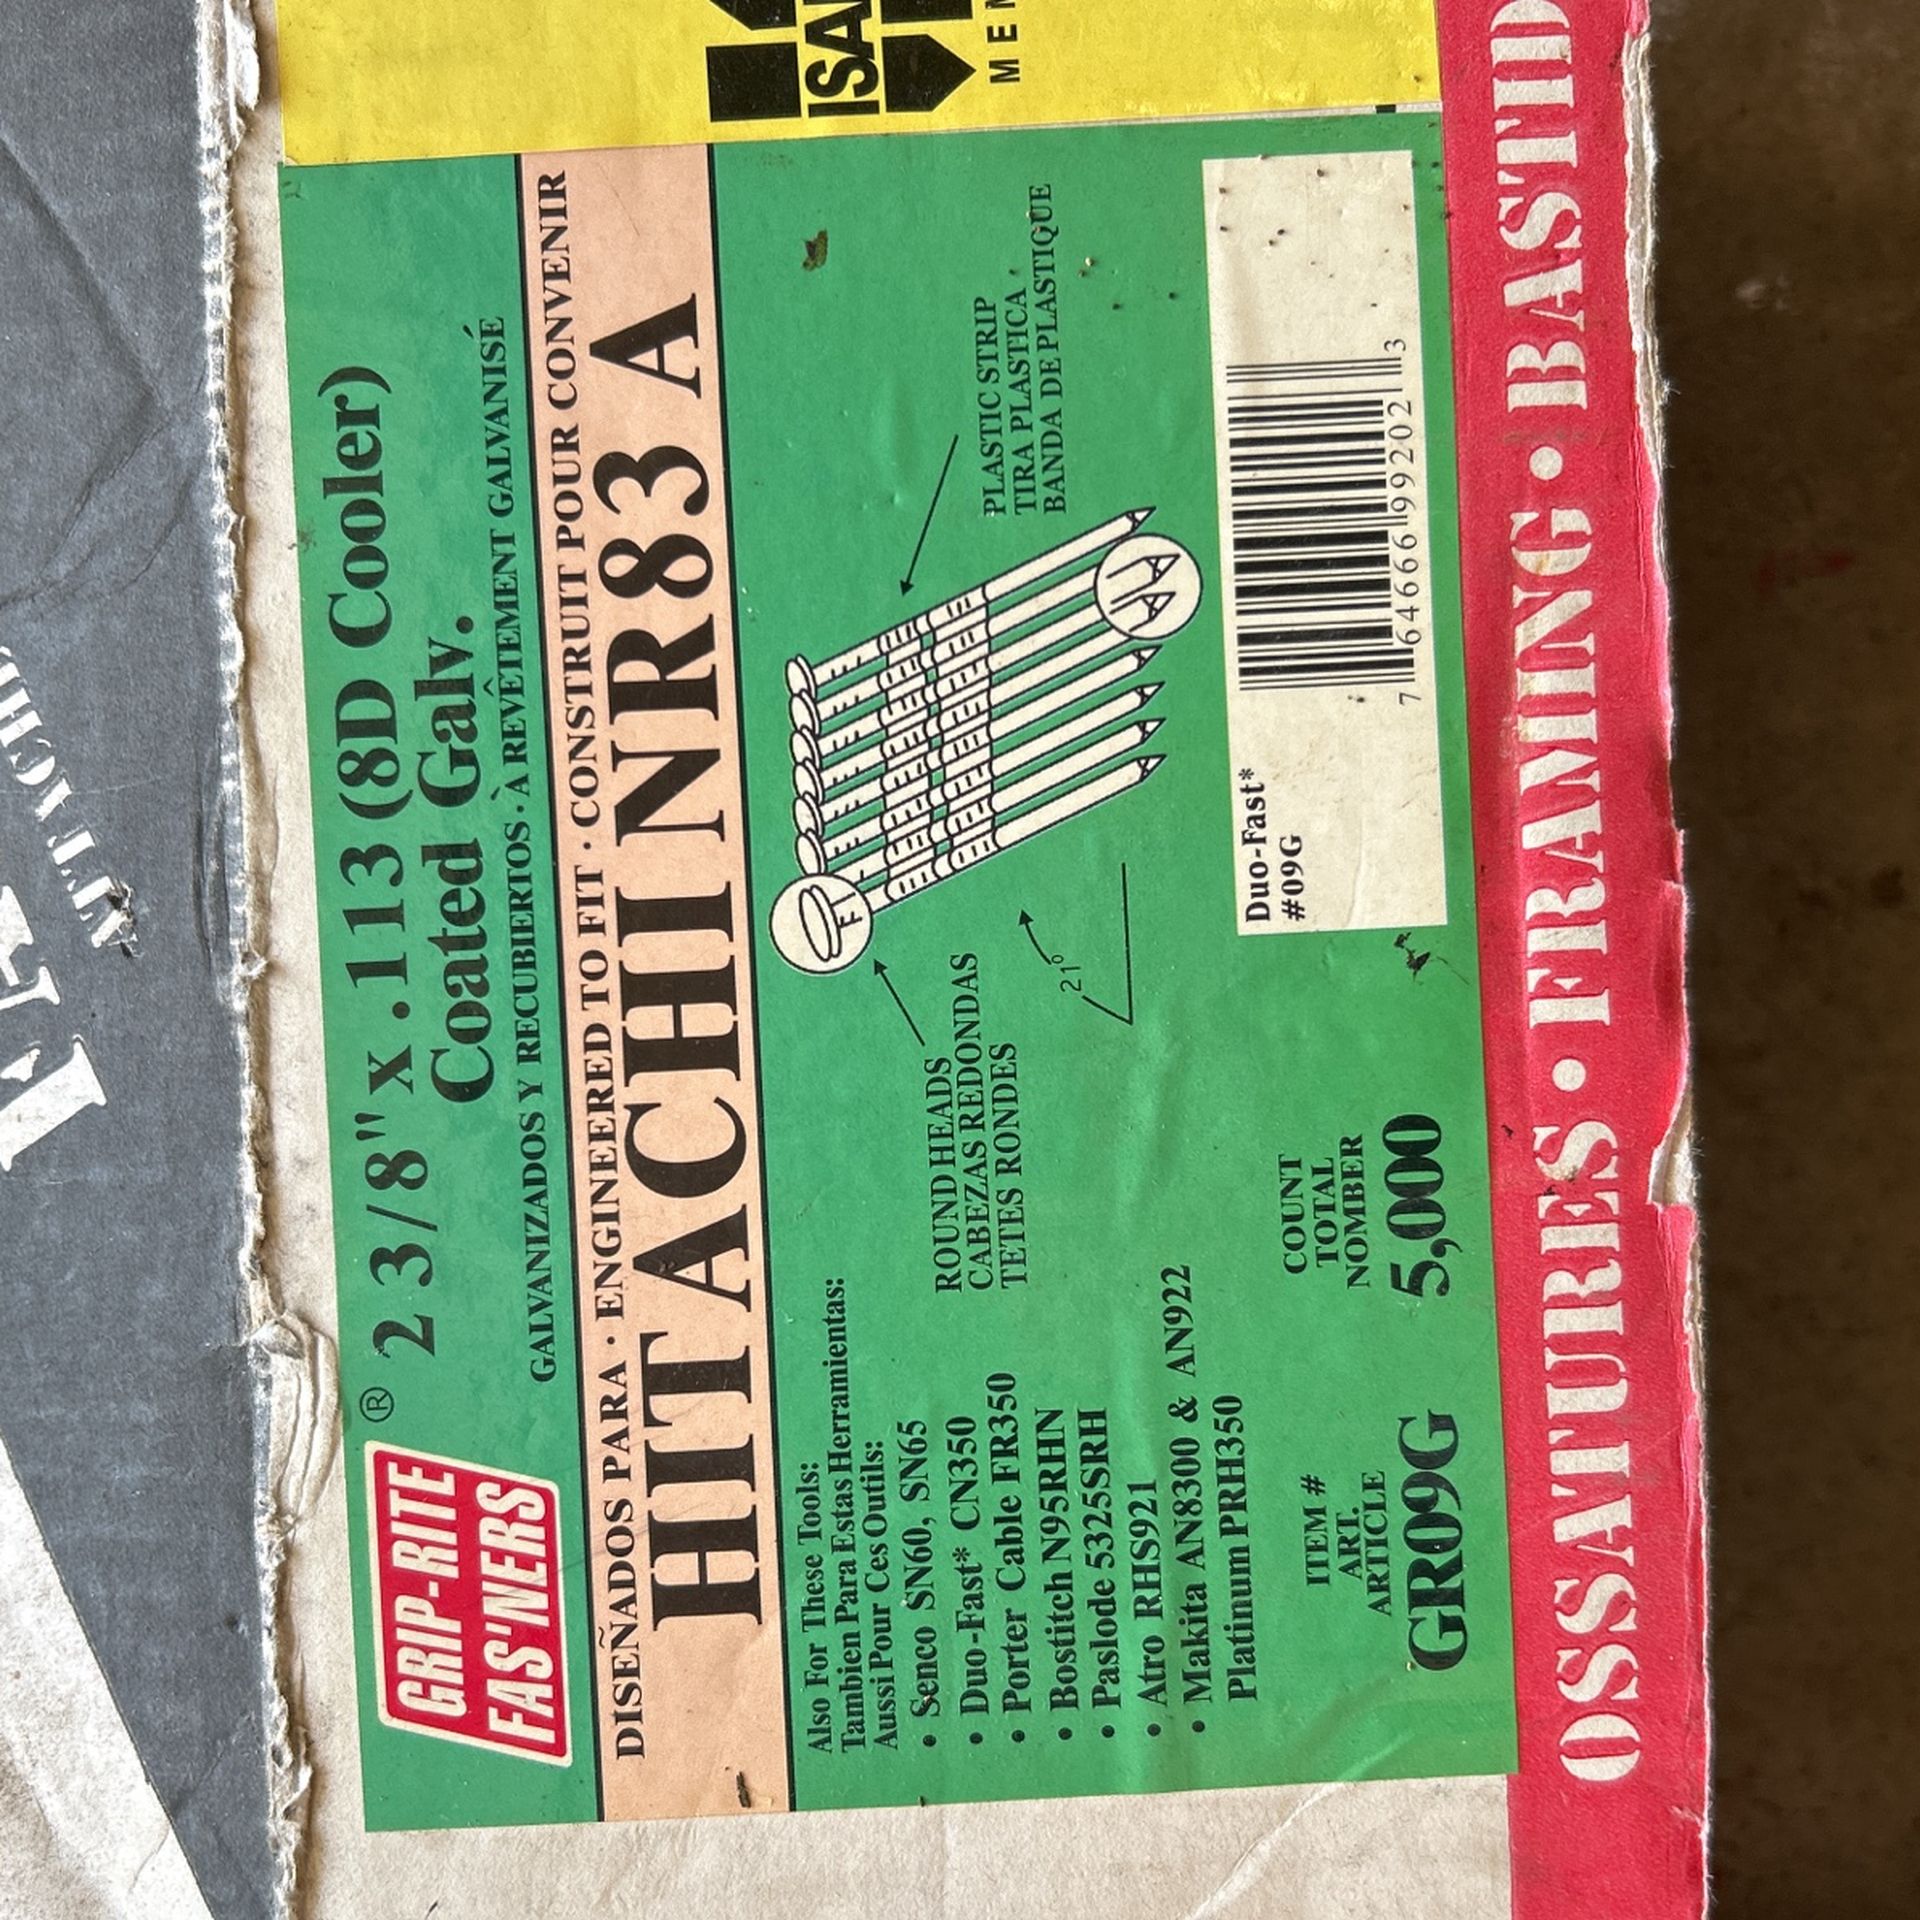 GRIP-RITE
FAS'NERS
®
2 3/8" x .113 (8D Cooler)
Coated Galv.
GALVANIZADOS Y RECUBIERTOS · À REVÊTEMENT GALVANISÉ
DISEÑADOS PARA · ENGINEERED TO FIT · CONSTRUIT POUR CONVENIR
HITACHI NR83 A
Also For These Tools:
Tambien Para Estas Herramientas:
Aussi Pour Ces Outils:
• Senco SN60, SN65
• Duo-Fast* CN350
• Porter Cable FR350
• Bostitch N95RHN
• Paslode 5325SRH
• Atro RHS921
• Makita AN8300 & AN922
Platinum PRH350
ROUND HEADS
CABEZAS REDONDAS
TETES RONDES
21°
PLASTIC STRIP
TIRA PLASTICA
BANDA DE PLASTIQUE
ITEM #
ART.
ARTICLE
GR09G
COUNT
TOTAL
NOMBER
5,000
Duo-Fast*
#09G
7 64666 99202 3
OSSATURES • FRAMING • BASTID